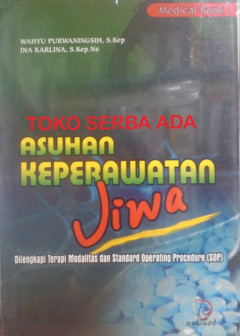 Medical Book
WAHYU PURWANINGSIH, S.Kep
INA KARLINA, S.Kep.Ns
TOKO SERBA ADA
ASUHAN
KEPERAWATAN
Jiwa
Dilengkapi Terapi Modalitas dan Standard Operating Procedure (SOP)